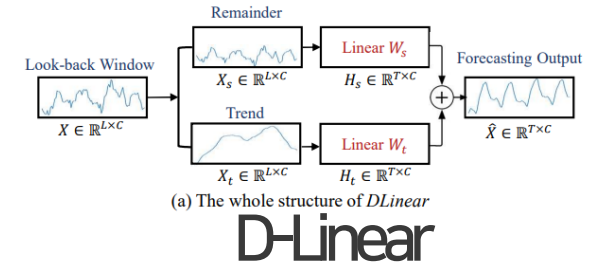 Remainder
Look-back Window
X ∈ ℝ^{L×C}
X_s ∈ ℝ^{L×C}
Linear W_s
H_s ∈ ℝ^{T×C}
Trend
X_t ∈ ℝ^{L×C}
Linear W_t
H_t ∈ ℝ^{T×C}
+
Forecasting Output
X̂ ∈ ℝ^{T×C}
(a) The whole structure of DLinear
D-Linear